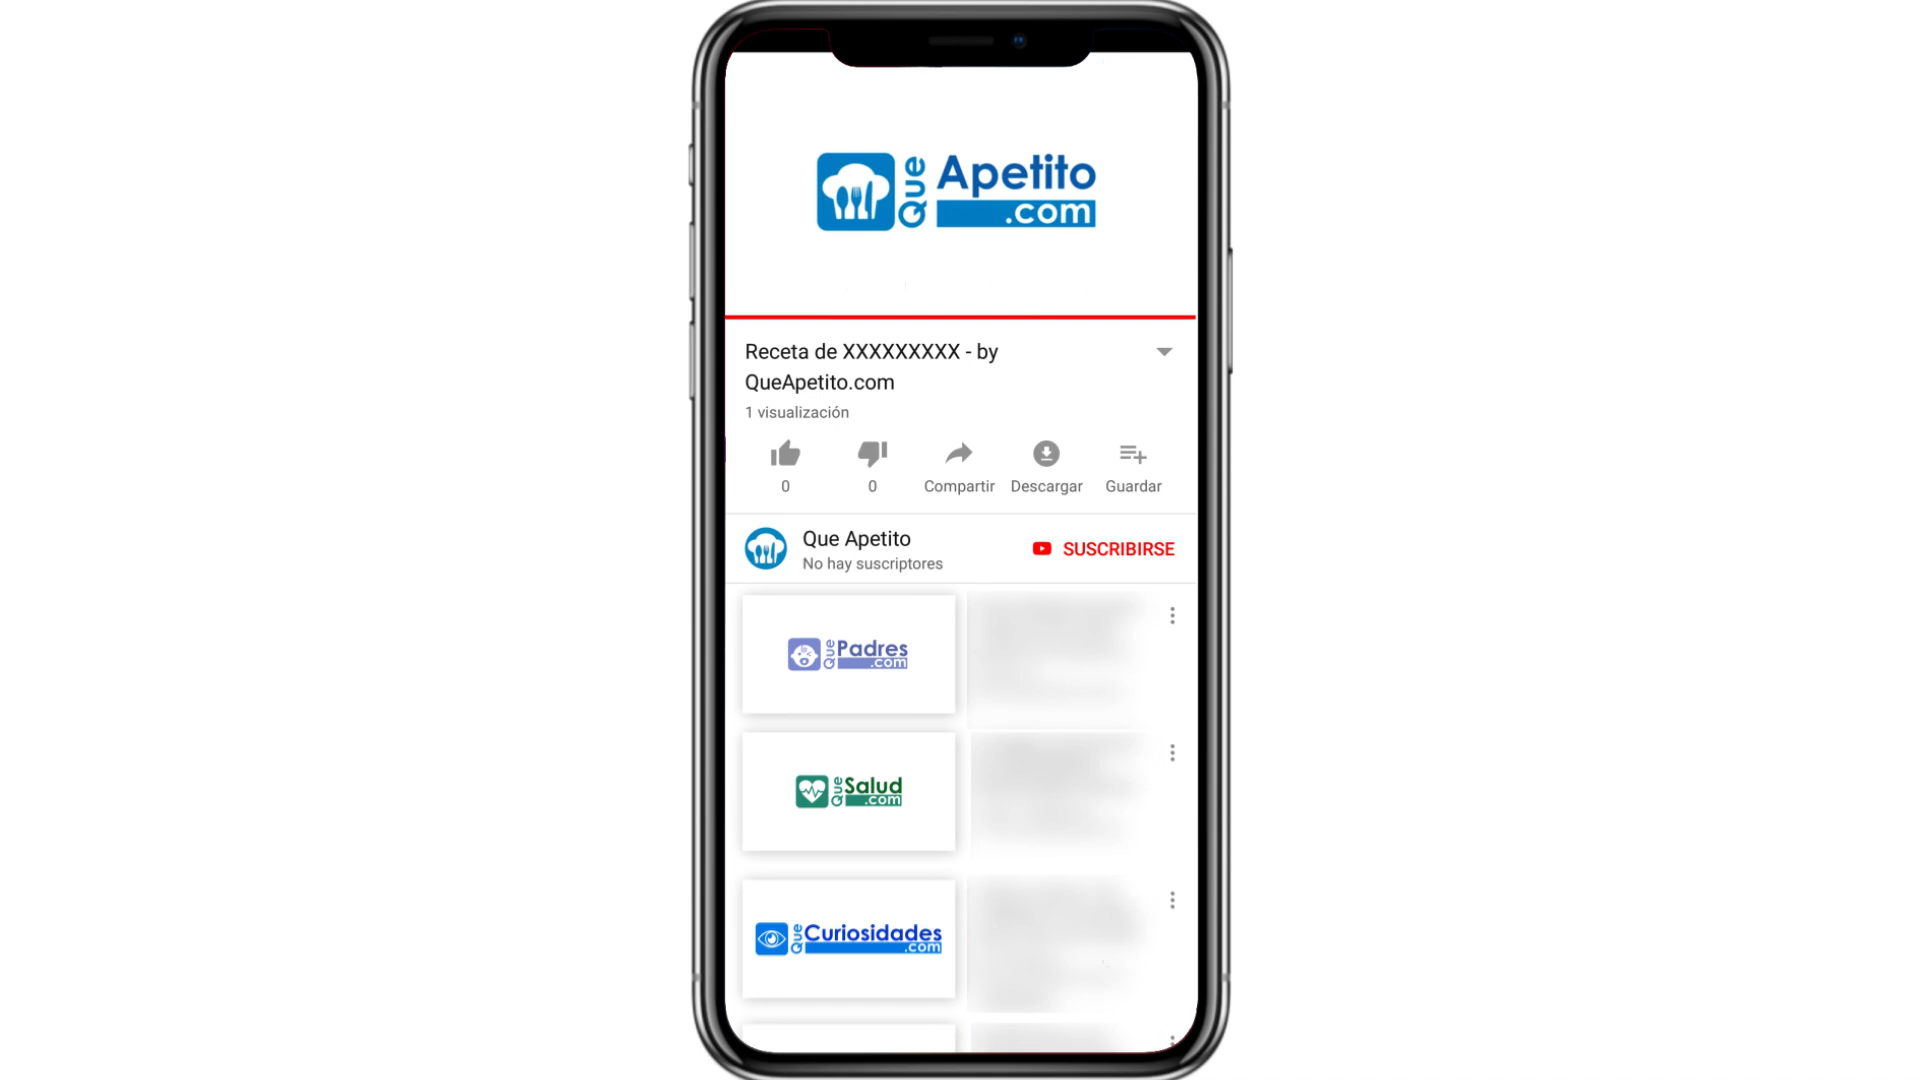 Que Apetito
.com
Receta de XXXXXXXXX - by
QueApetito.com
1 visualización
0 0 Compartir Descargar Guardar
Que Apetito
No hay suscriptores
SUSCRIBIRSE
Que Padres
.com
Que Salud
.com
Que Curiosidades
.com